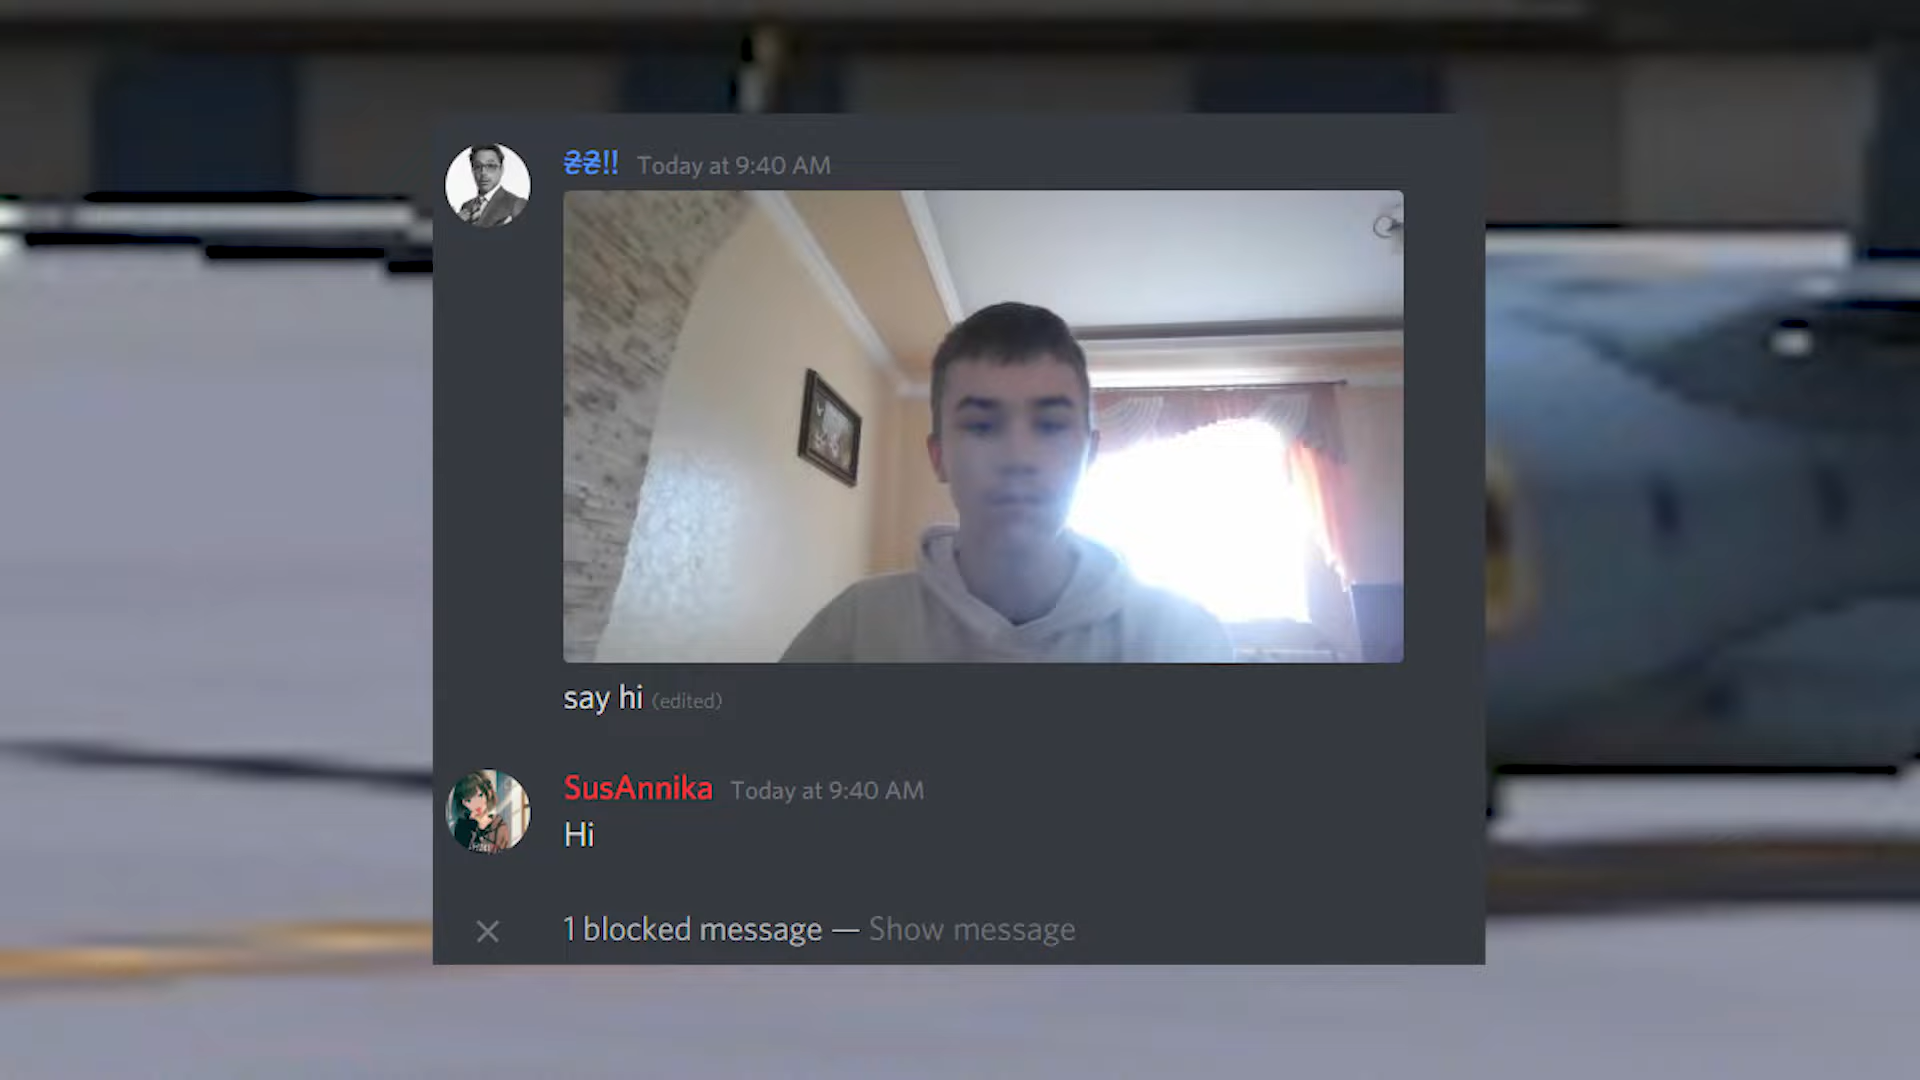 ₴₴!! Today at 9:40 AM
say hi (edited)
SusAnnika Today at 9:40 AM
Hi
1 blocked message — Show message